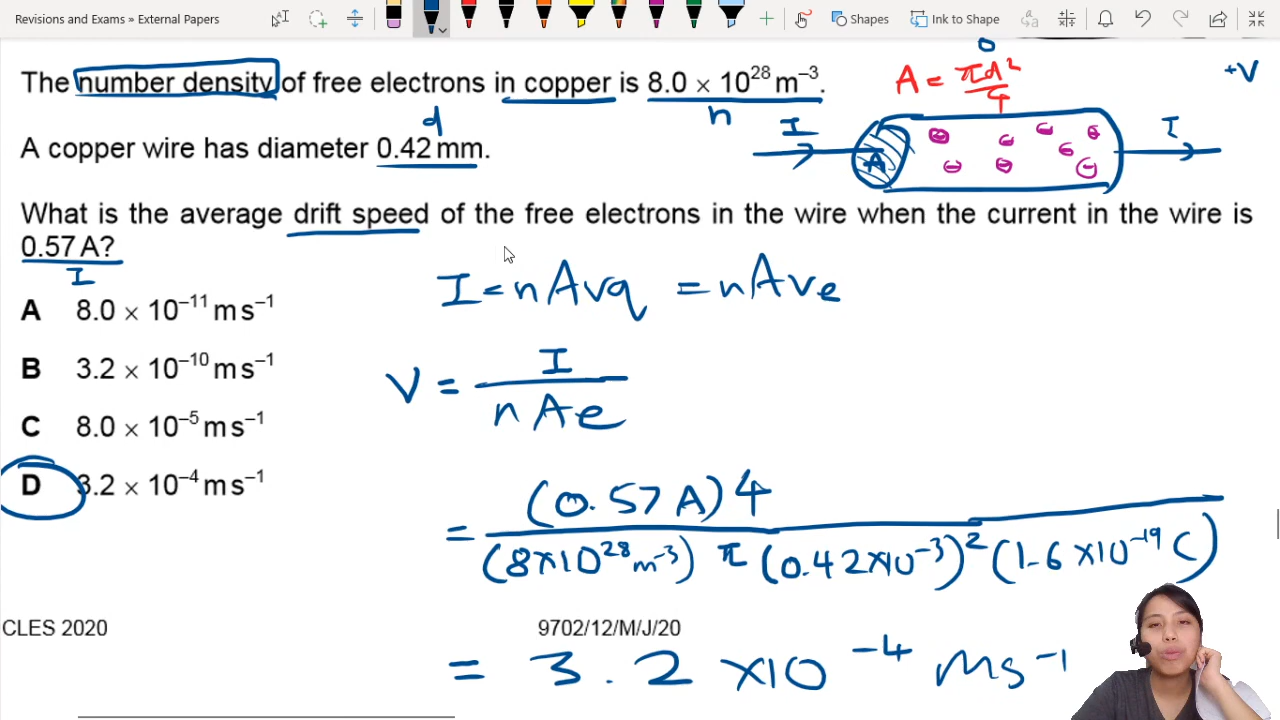 Revisions and Exams » External Papers
Shapes
Ink to Shape
The number density of free electrons in copper is 8.0 × 10²⁸ m⁻³.
n
A = πd²/4
+V
d
I
A
I
A copper wire has diameter 0.42 mm.
What is the average drift speed of the free electrons in the wire when the current in the wire is
0.57 A?
I
I = nAvq = nAve
A 8.0 × 10⁻¹¹ m s⁻¹
B 3.2 × 10⁻¹⁰ m s⁻¹
V = I / nAe
C 8.0 × 10⁻⁵ m s⁻¹
D 3.2 × 10⁻⁴ m s⁻¹
= (0.57 A) 4
(8×10²⁸ m⁻³) π (0.42×10⁻³)² (1.6 ×10⁻¹⁹ C)
CLES 2020
9702/12/M/J/20
= 3.2 ×10⁻⁴ ms⁻¹